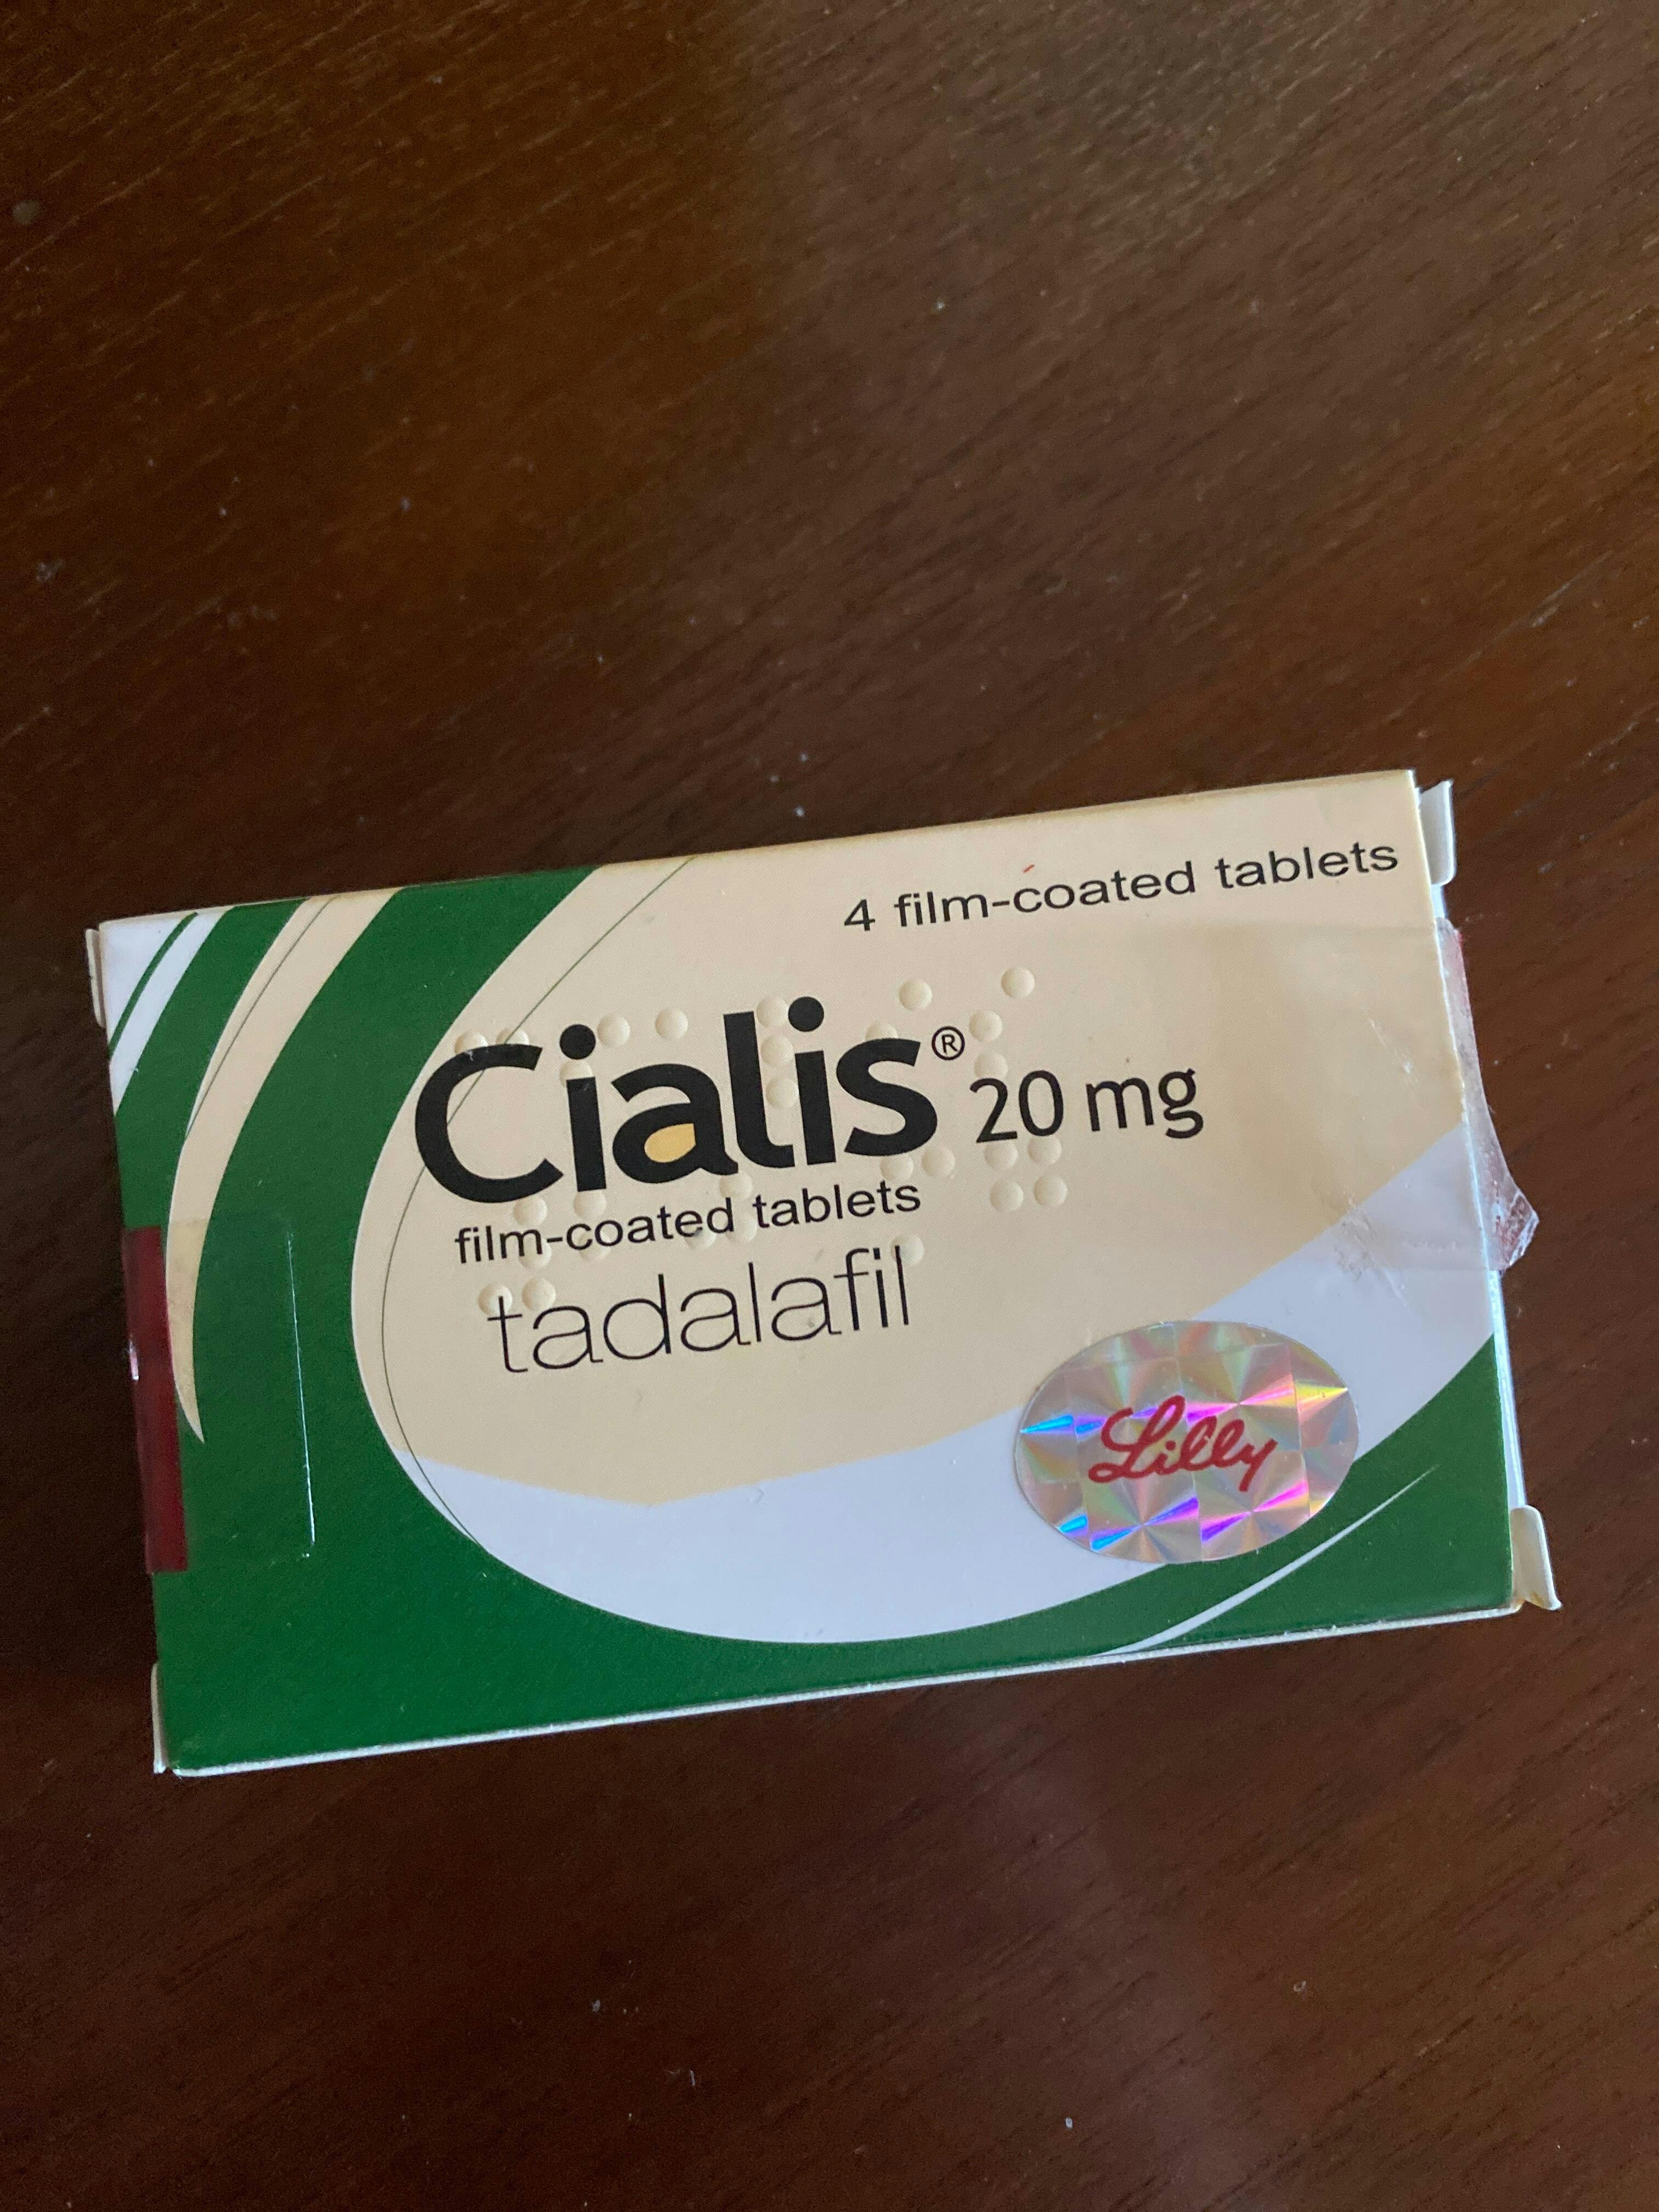 4 film-coated tablets
Cialis® 20 mg
film-coated tablets
tadalafil
Lilly